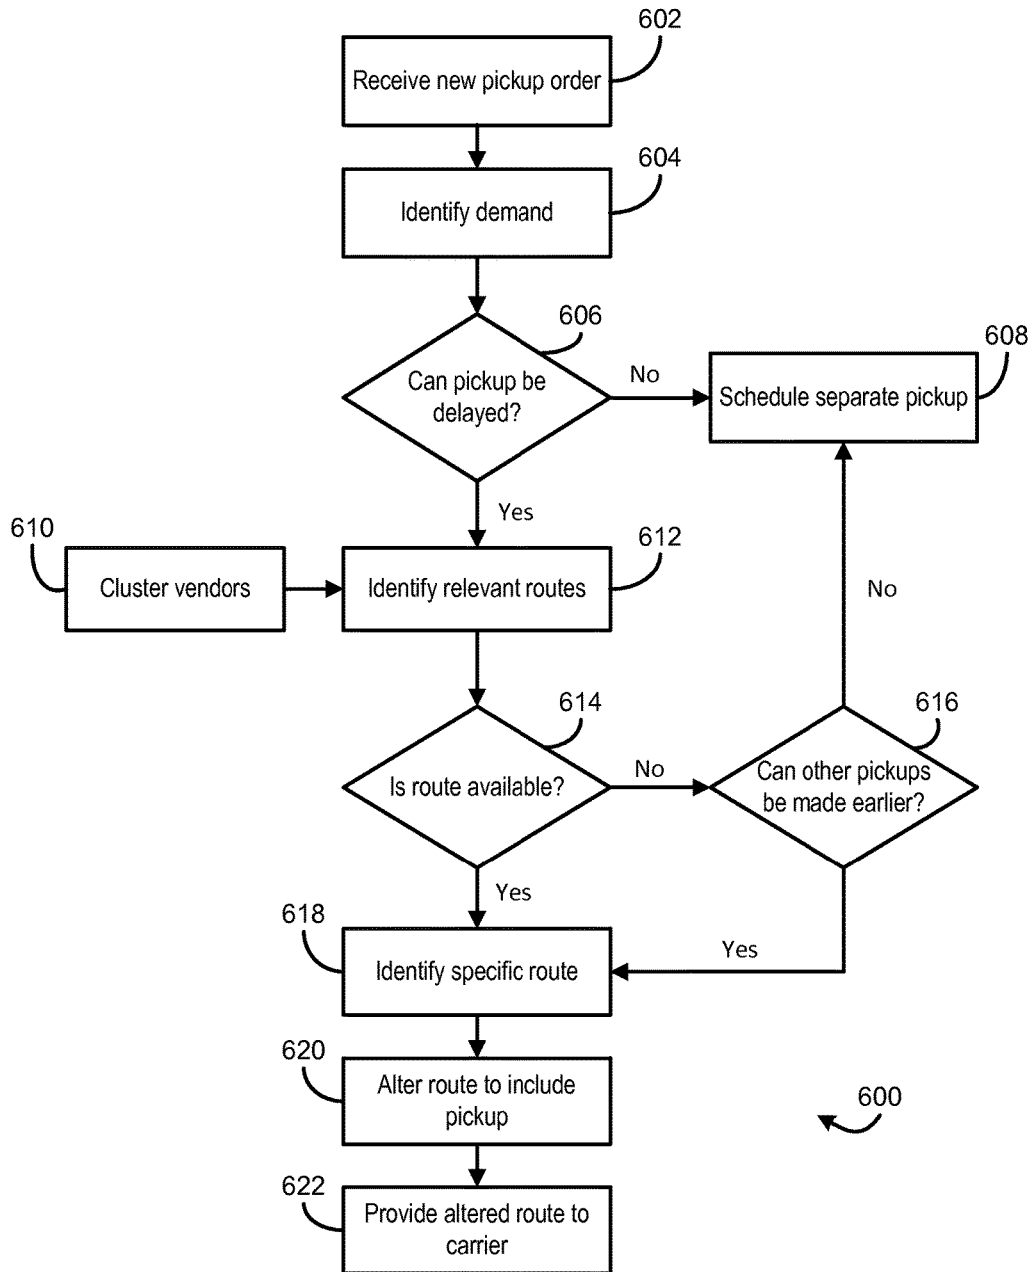 602
Receive new pickup order
604
Identify demand
606
Can pickup be
delayed?
No
608
Schedule separate pickup
Yes
610
Cluster vendors
612
Identify relevant routes
No
614
Is route available?
No
616
Can other pickups
be made earlier?
Yes
618
Identify specific route
Yes
620
Alter route to include
pickup
600
622
Provide altered route to
carrier